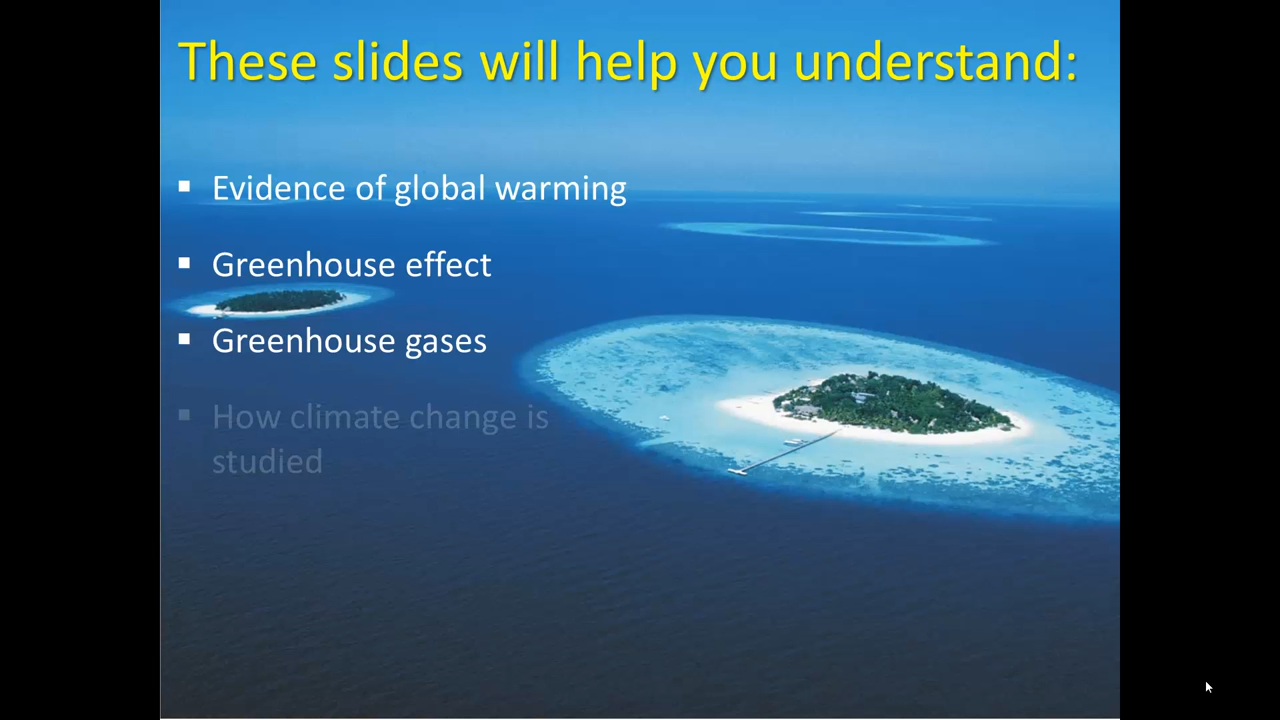 These slides will help you understand:
▪ Evidence of global warming
▪ Greenhouse effect
▪ Greenhouse gases
▪ How climate change is
studied